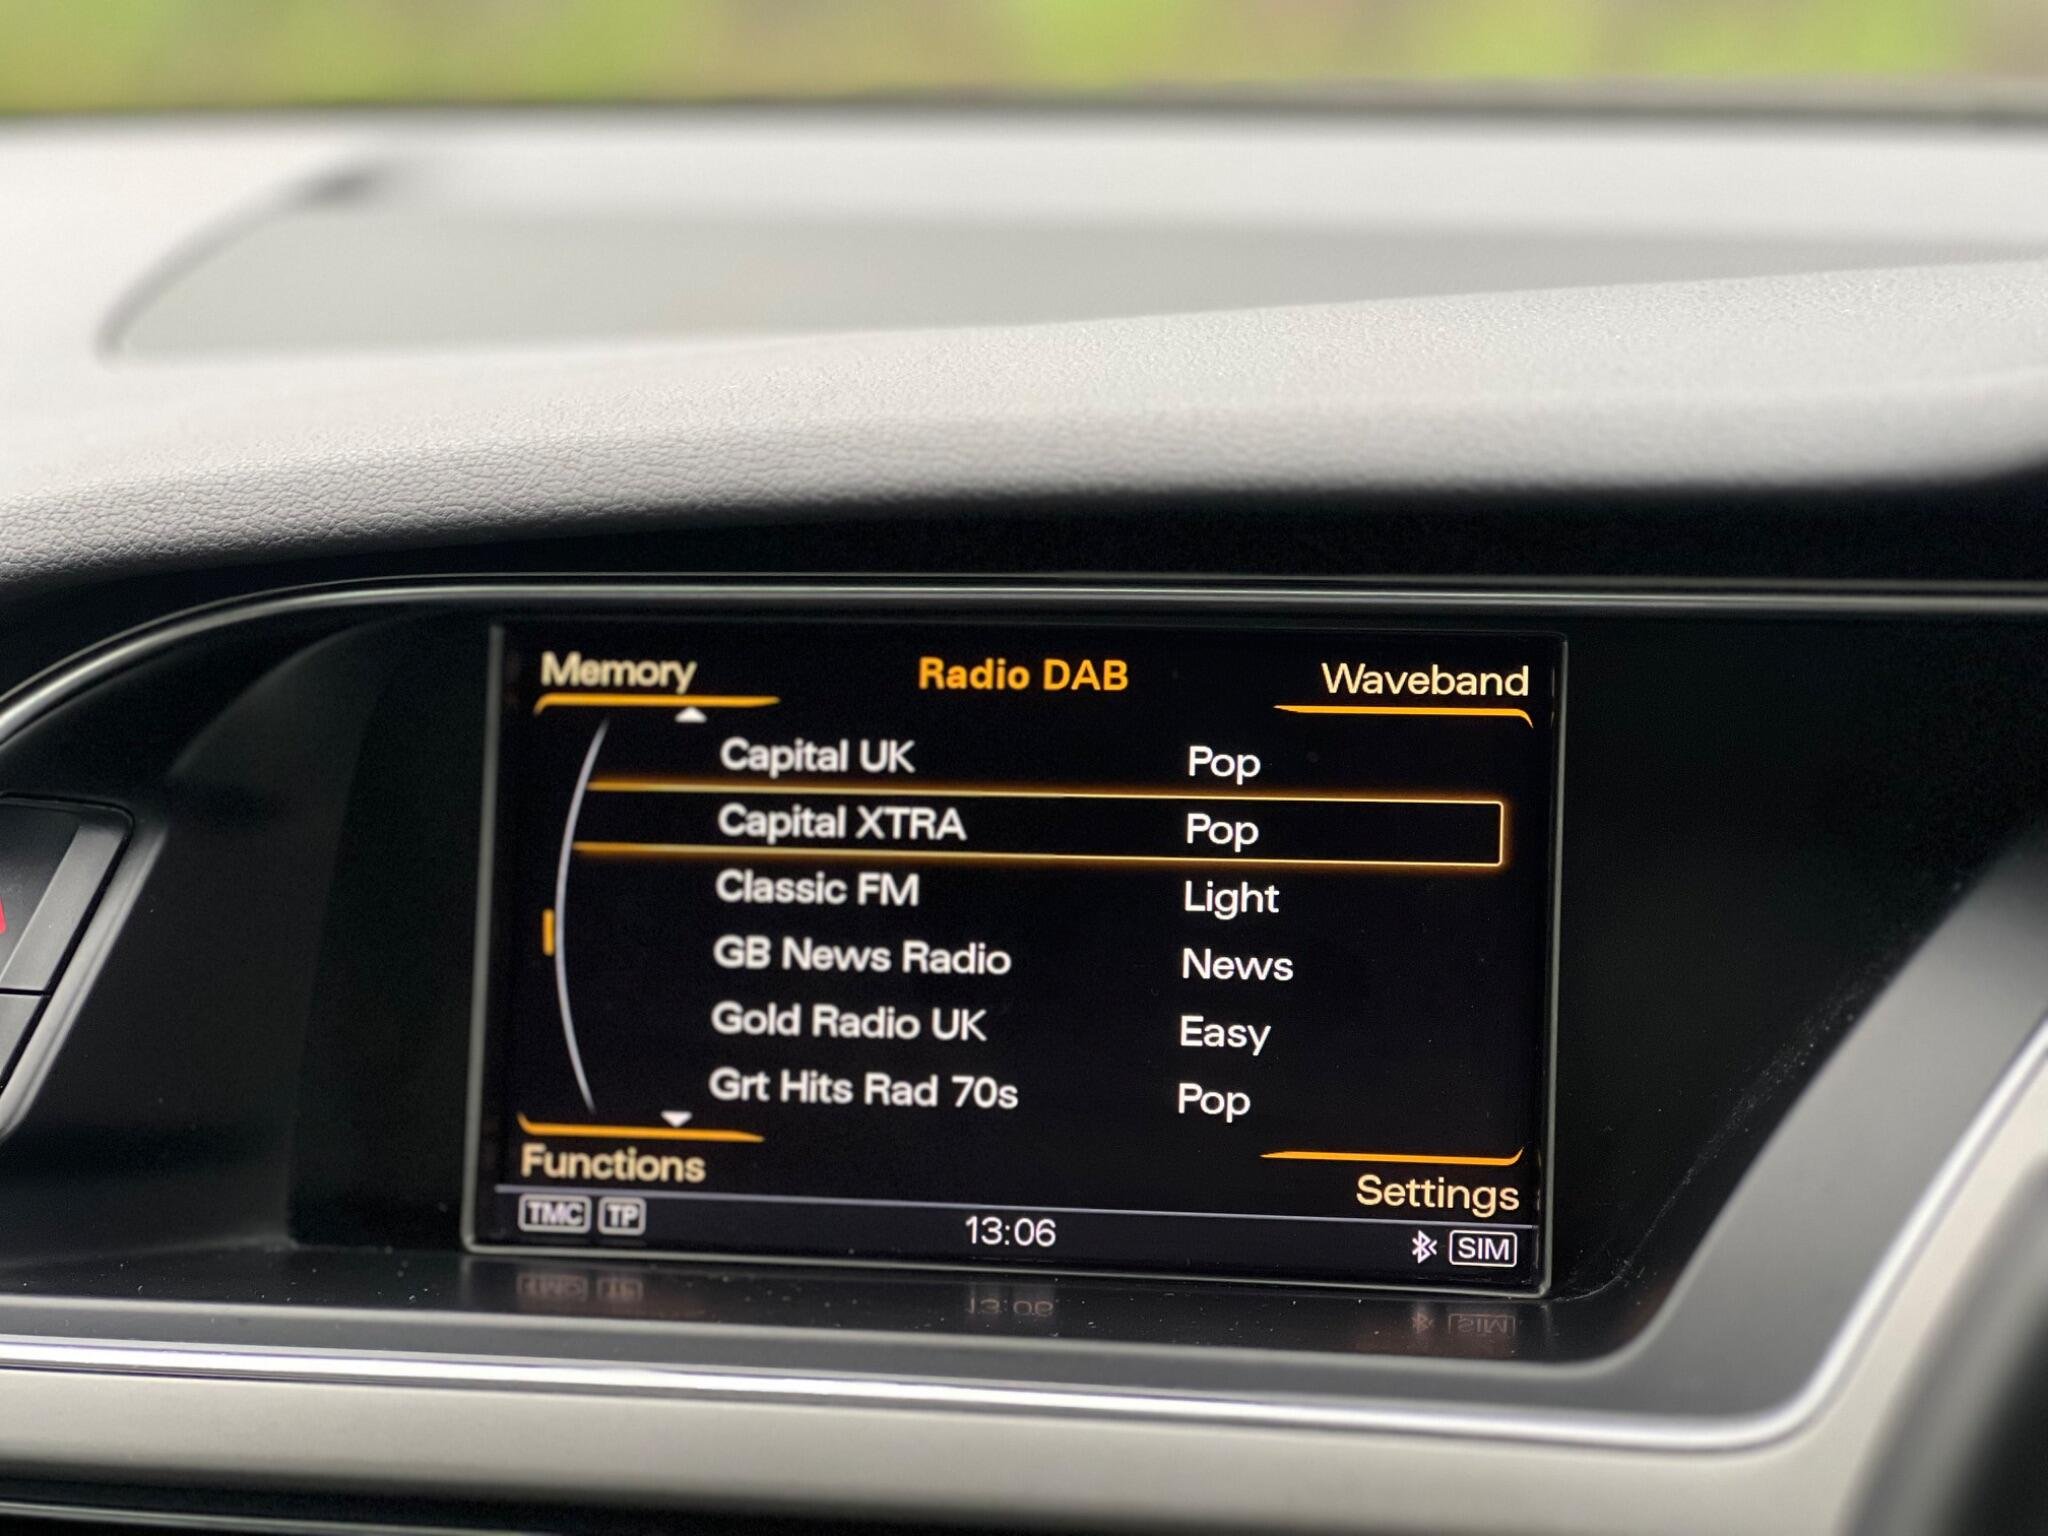 Memory Radio DAB Waveband
Capital UK Pop
Capital XTRA Pop
Classic FM Light
GB News Radio News
Gold Radio UK Easy
Grt Hits Rad 70s Pop
Functions Settings
TMC TP 13:06 SIM